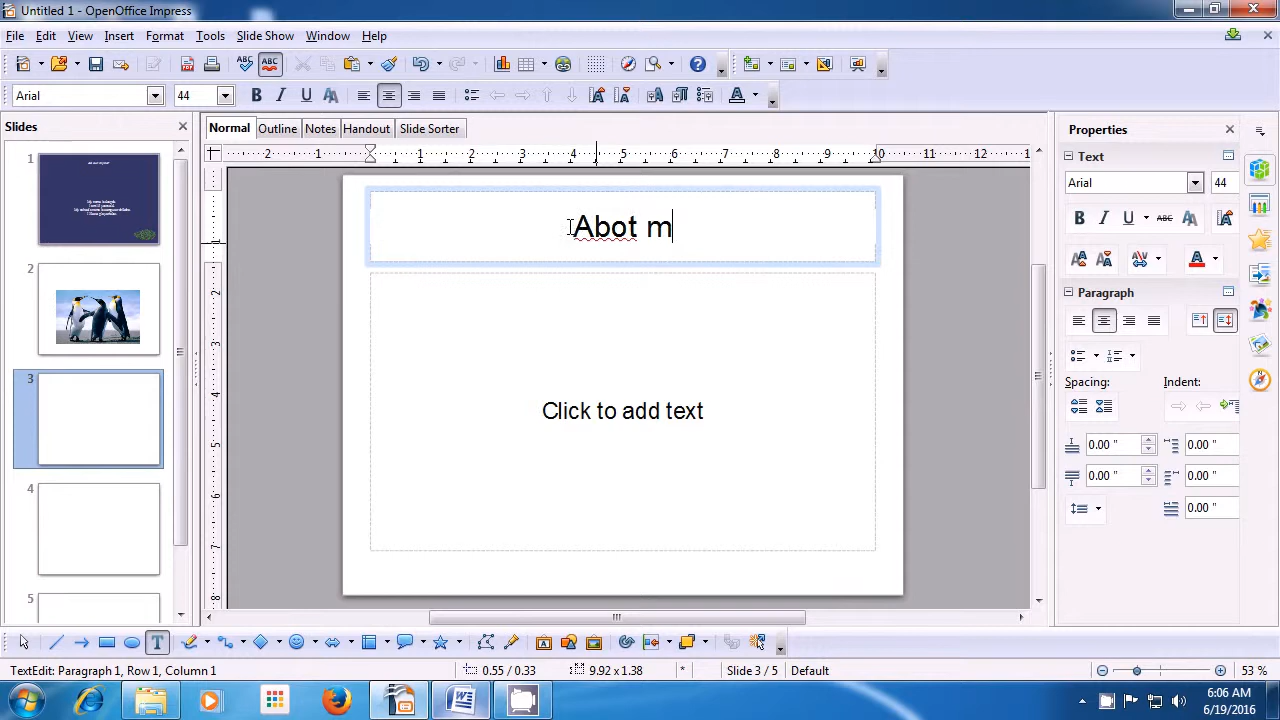 Untitled 1 - OpenOffice Impress
File Edit View Insert Format Tools Slide Show Window Help
Arial 44
Slides
Normal Outline Notes Handout Slide Sorter
Properties
Text
Arial 44
Paragraph
Spacing: Indent:
0.00 " 0.00 "
0.00 " 0.00 "
0.00 "
1
2
3
4
5
Abot m
Click to add text
TextEdit: Paragraph 1, Row 1, Column 1 0.55 / 0.33 9.92 x 1.38 * Slide 3 / 5 Default 53 %
6:06 AM
6/19/2016